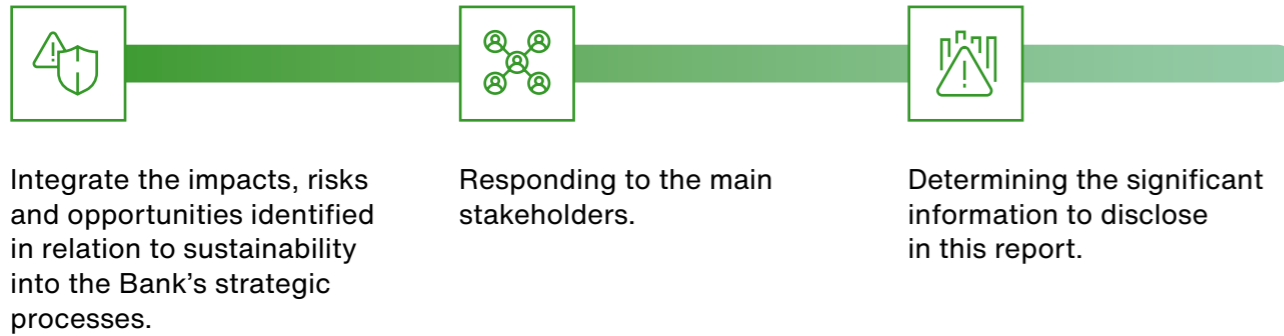 Integrate the impacts, risks
and opportunities identified
in relation to sustainability
into the Bank’s strategic
processes.
Responding to the main
stakeholders.
Determining the significant
information to disclose
in this report.